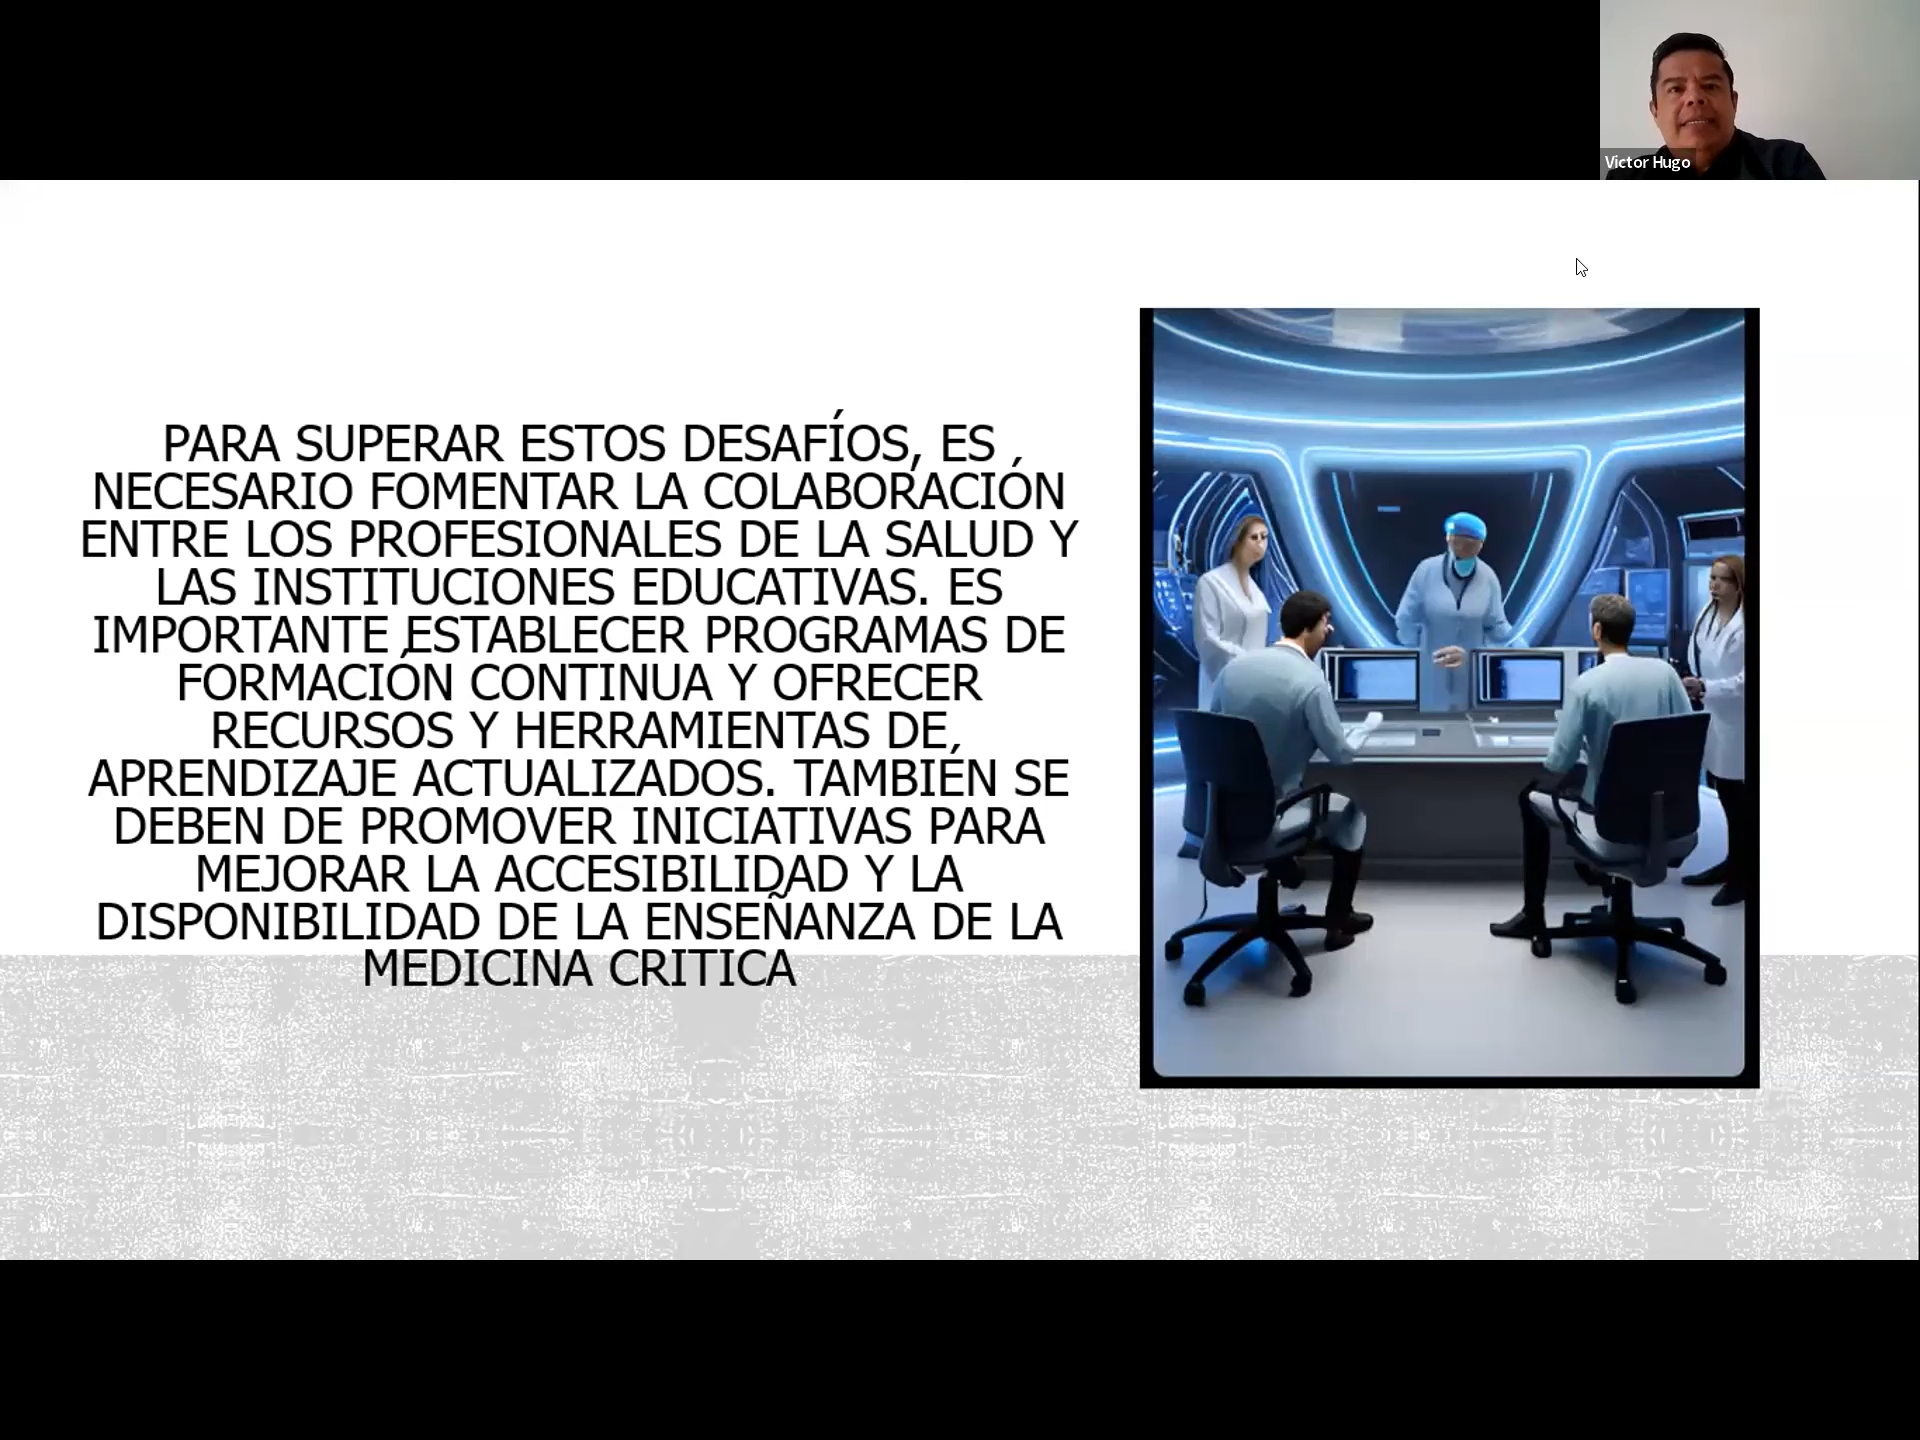 Victor Hugo
PARA SUPERAR ESTOS DESAFÍOS, ES
NECESARIO FOMENTAR LA COLABORACIÓN
ENTRE LOS PROFESIONALES DE LA SALUD Y
LAS INSTITUCIONES EDUCATIVAS. ES
IMPORTANTE ESTABLECER PROGRAMAS DE
FORMACIÓN CONTINUA Y OFRECER
RECURSOS Y HERRAMIENTAS DE
APRENDIZAJE ACTUALIZADOS. TAMBIÉN SE
DEBEN DE PROMOVER INICIATIVAS PARA
MEJORAR LA ACCESIBILIDAD Y LA
DISPONIBILIDAD DE LA ENSEÑANZA DE LA
MEDICINA CRITICA